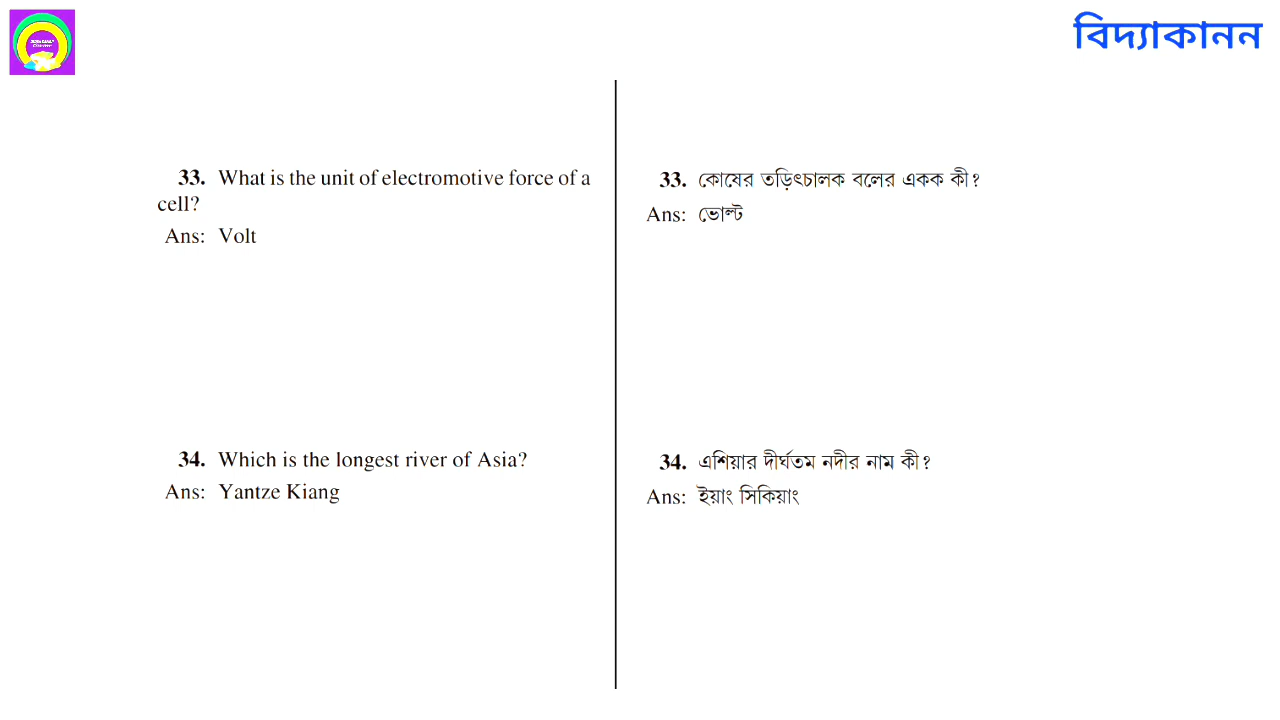 বিদ্যাকানন
33. What is the unit of electromotive force of a
cell?
Ans: Volt
34. Which is the longest river of Asia?
Ans: Yantze Kiang
33. কোষের তড়িৎচালক বলের একক কী?
Ans: ভোল্ট
34. এশিয়ার দীর্ঘতম নদীর নাম কী?
Ans: ইয়াং সিকিয়াং